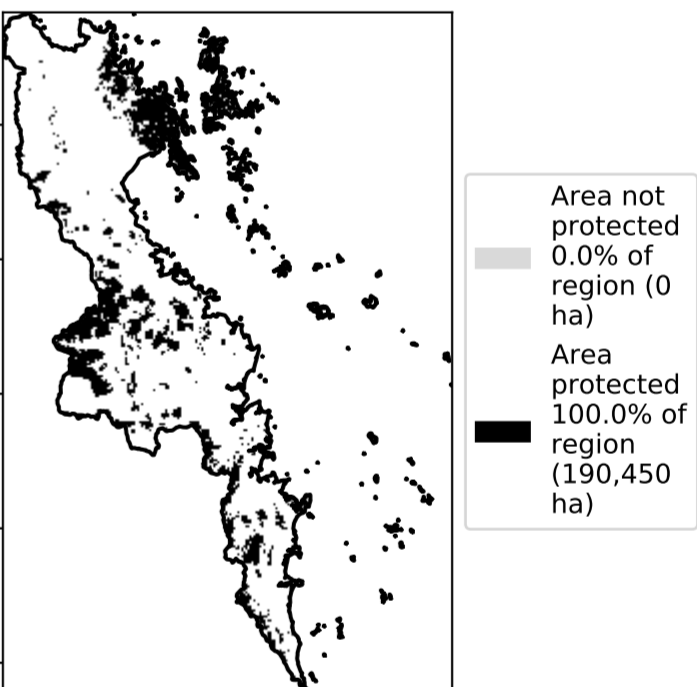 Area not
protected
0.0% of
region (0
ha)
Area
protected
100.0% of
region
(190,450
ha)